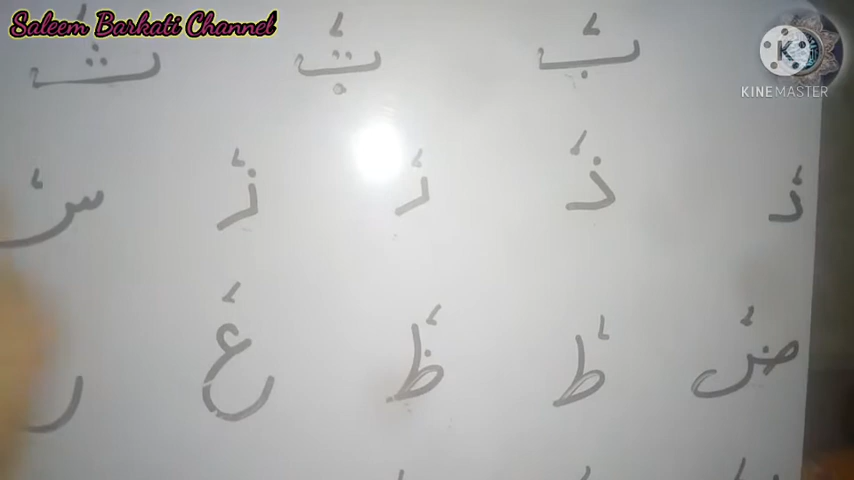 Saleem Barkati Channel
K
KINEMASTER
بُ تُ ثُ
دُ ذُ رُ زُ سُ
ضُ طُ ظُ عُ